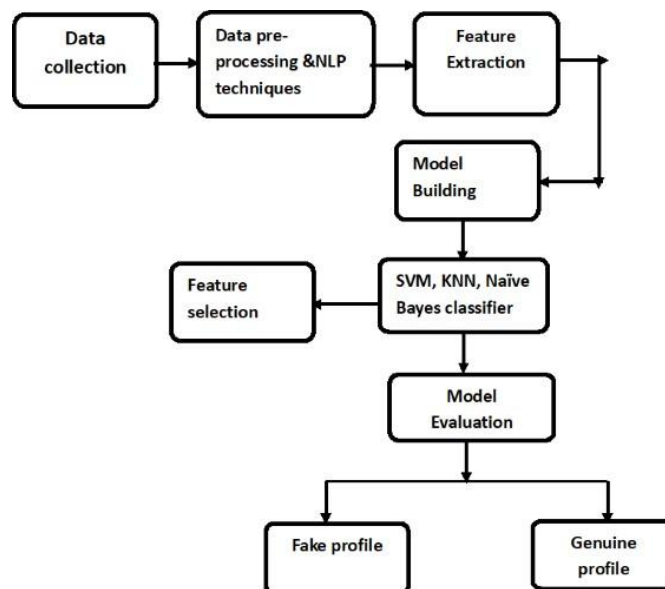 Data
collection
Data pre-
processing &NLP
techniques
Feature
Extraction
Model
Building
SVM, KNN, Naïve
Bayes classifier
Feature
selection
Model
Evaluation
Fake profile
Genuine
profile